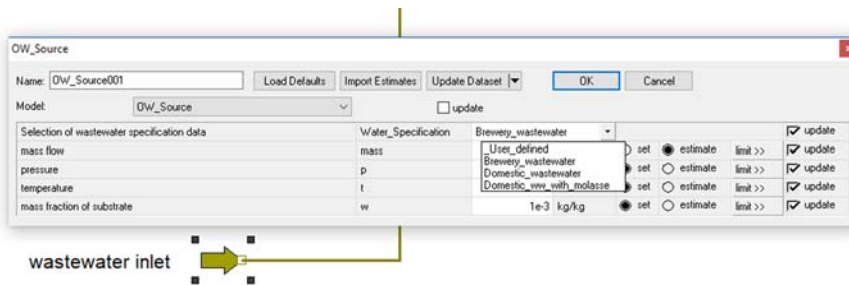 OW_Source
Name: OW_Source001 Load Defaults Import Estimates Update Dataset OK Cancel
Model: OW_Source update
Selection of wastewater specification data Water_Specification Brewery_wastewater update
mass flow mass _User_defined set estimate limit >> update
Brewery_wastewater
pressure p Domestic_wastewater set estimate limit >> update
temperature t Domestic_ww_with_molasse set estimate limit >> update
mass fraction of substrate w 1e-3 kg/kg set estimate limit >> update
wastewater inlet